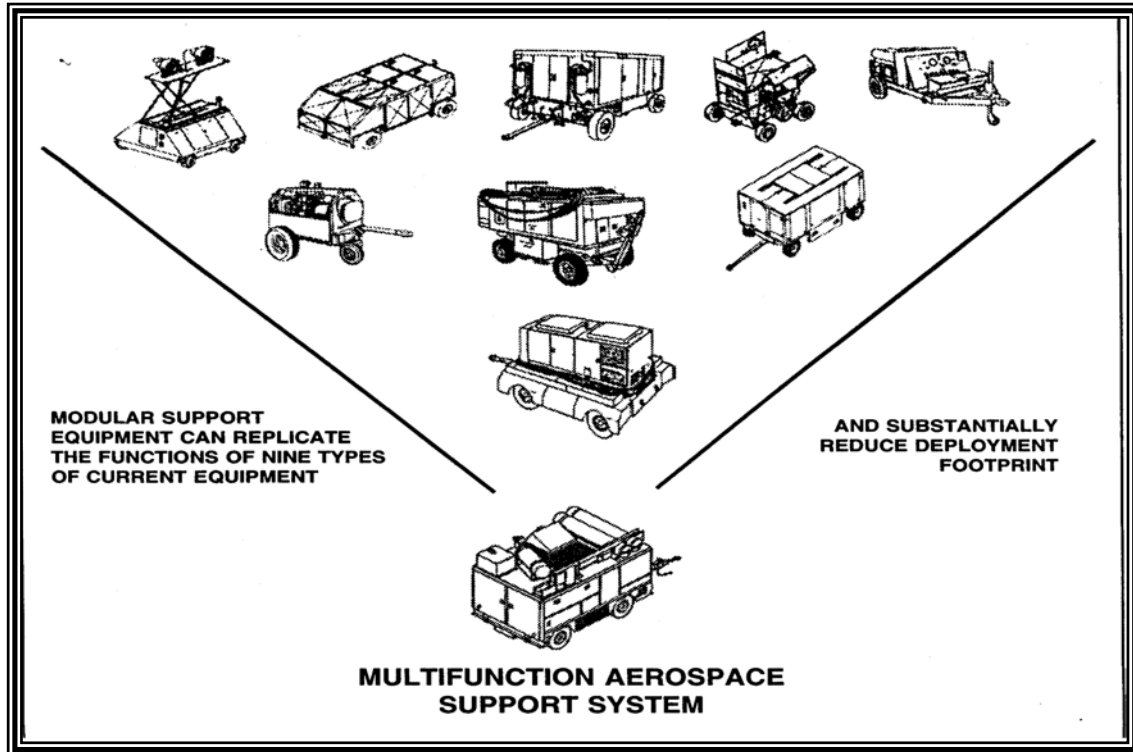 MODULAR SUPPORT
EQUIPMENT CAN REPLICATE
THE FUNCTIONS OF NINE TYPES
OF CURRENT EQUIPMENT
AND SUBSTANTIALLY
REDUCE DEPLOYMENT
FOOTPRINT
MULTIFUNCTION AEROSPACE
SUPPORT SYSTEM